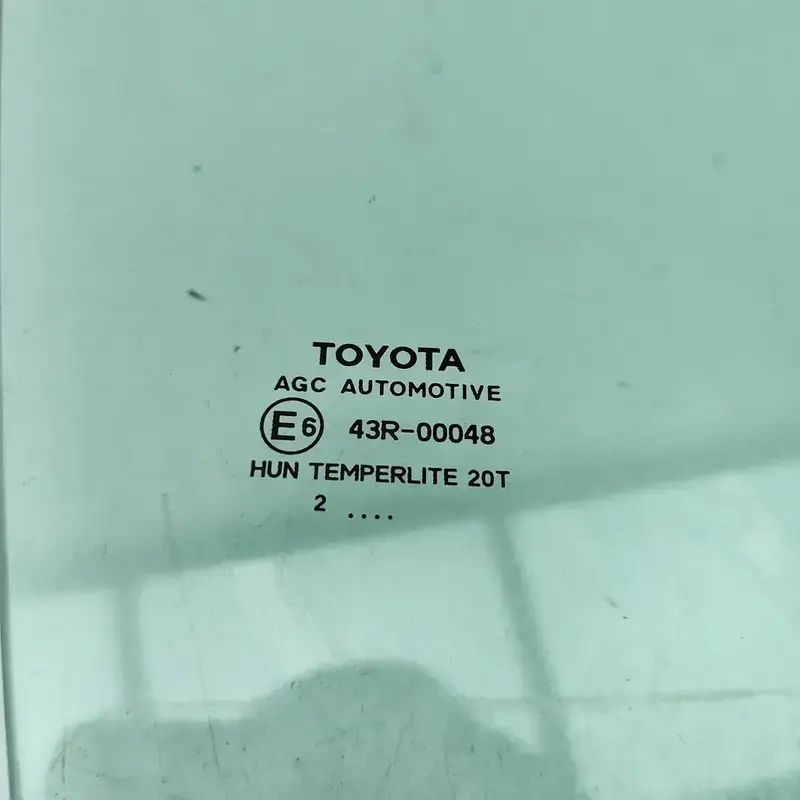 TOYOTA
AGC AUTOMOTIVE
E6 43R-00048
HUN TEMPERLITE 20T
2 ....